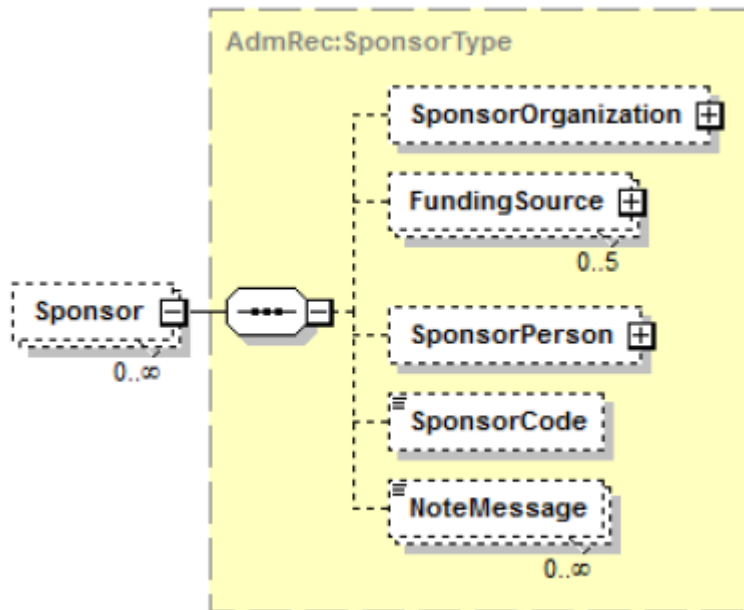 AdmRec:SponsorType
SponsorOrganization
FundingSource
0..5
Sponsor
0..∞
SponsorPerson
SponsorCode
NoteMessage
0..∞